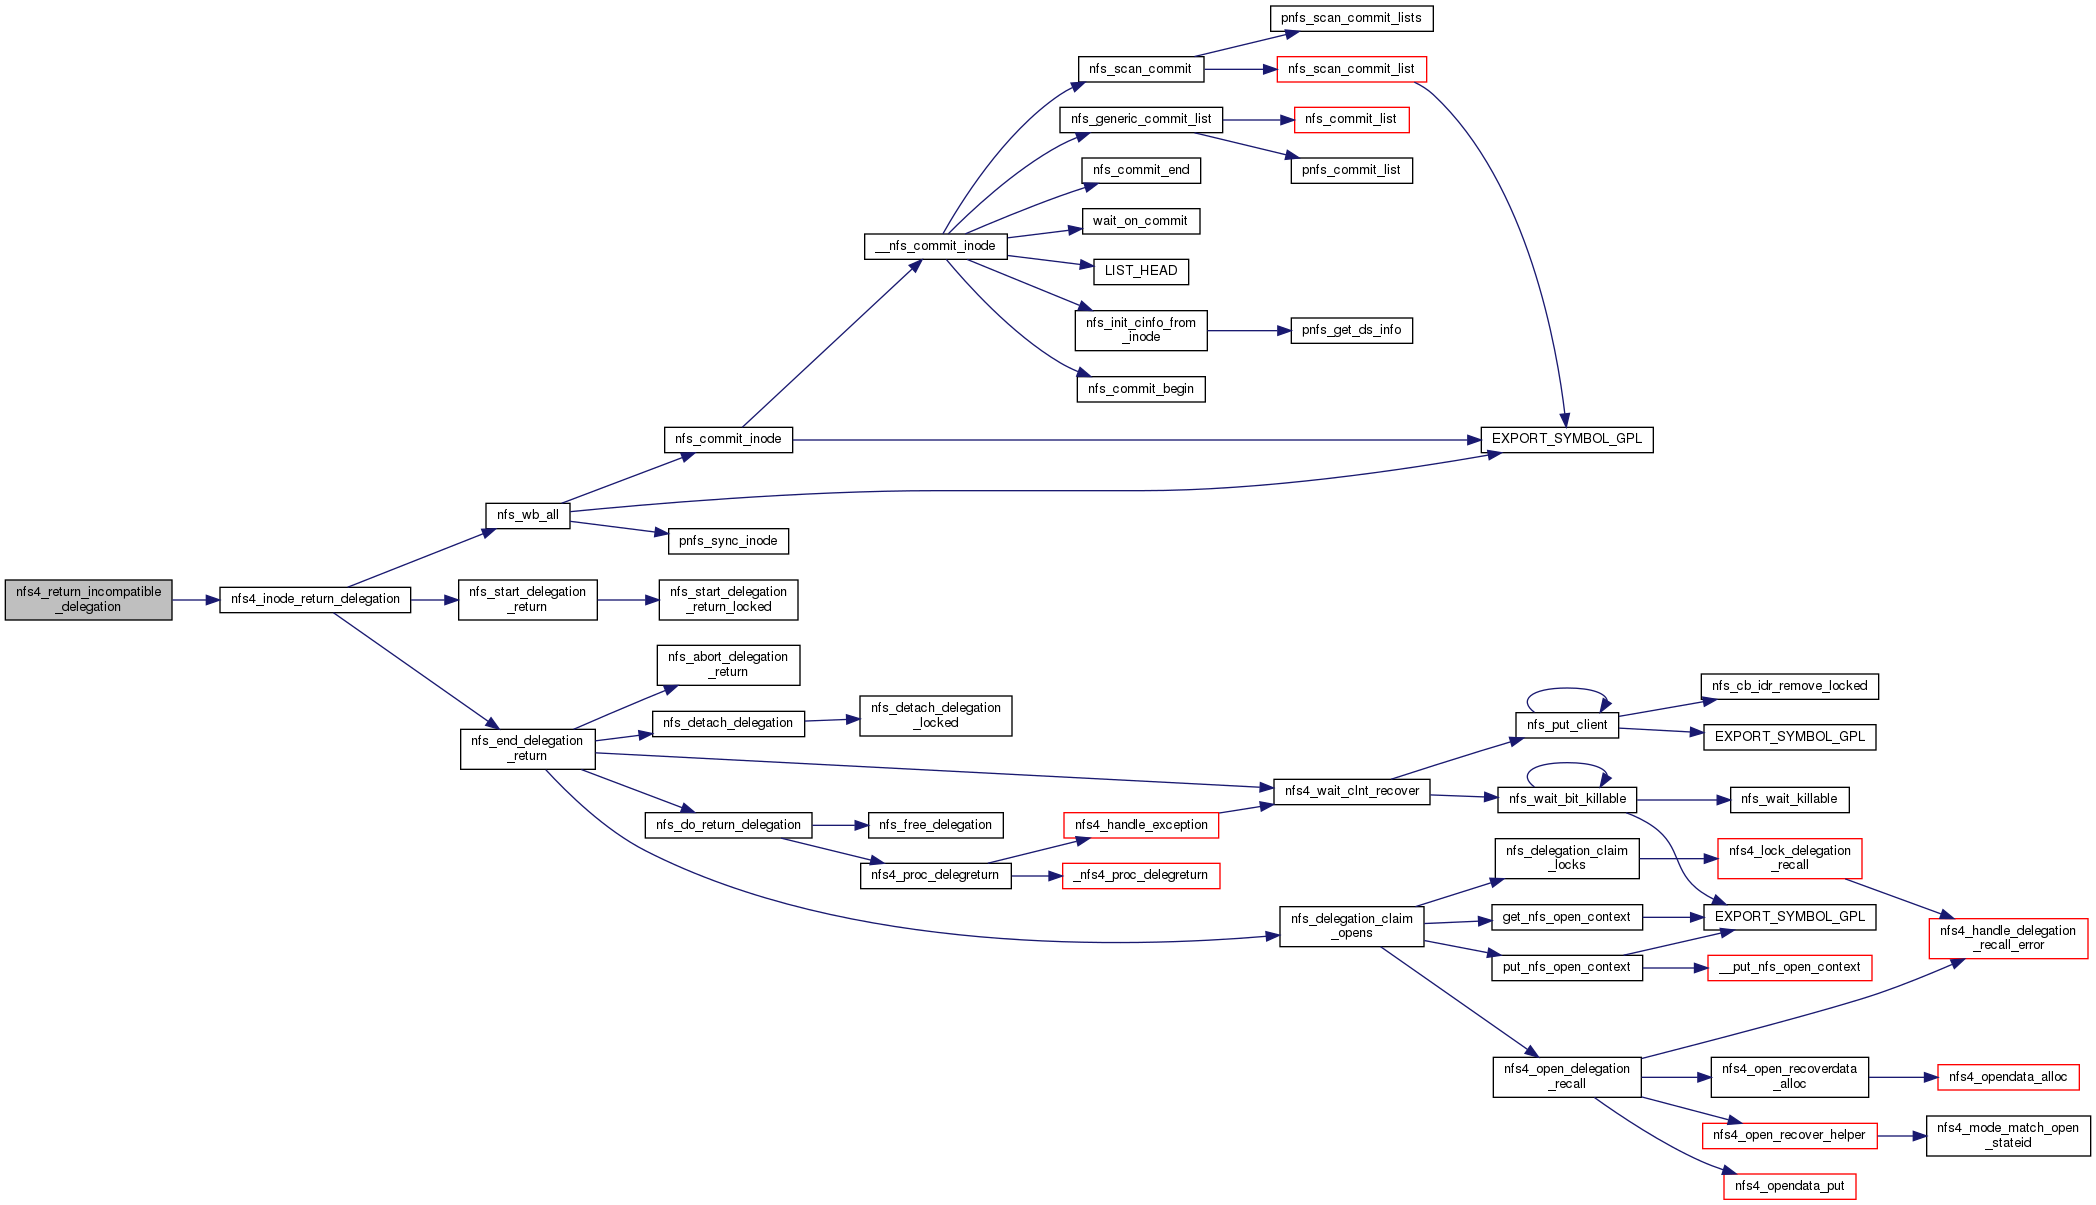 pnfs_scan_commit_lists
nfs_scan_commit
nfs_scan_commit_list
nfs_generic_commit_list
nfs_commit_list
nfs_commit_end
pnfs_commit_list
wait_on_commit
__nfs_commit_inode
LIST_HEAD
nfs_init_cinfo_from
_inode
pnfs_get_ds_info
nfs_commit_begin
nfs_commit_inode
EXPORT_SYMBOL_GPL
nfs_wb_all
pnfs_sync_inode
nfs4_return_incompatible
_delegation
nfs4_inode_return_delegation
nfs_start_delegation
_return
nfs_start_delegation
_return_locked
nfs_abort_delegation
_return
nfs_cb_idr_remove_locked
nfs_detach_delegation
nfs_detach_delegation
_locked
nfs_put_client
EXPORT_SYMBOL_GPL
nfs_end_delegation
_return
nfs4_wait_clnt_recover
nfs_wait_bit_killable
nfs_wait_killable
nfs_do_return_delegation
nfs_free_delegation
nfs4_handle_exception
nfs_delegation_claim
_locks
nfs4_lock_delegation
_recall
nfs4_proc_delegreturn
_nfs4_proc_delegreturn
nfs_delegation_claim
_opens
get_nfs_open_context
EXPORT_SYMBOL_GPL
nfs4_handle_delegation
_recall_error
put_nfs_open_context
__put_nfs_open_context
nfs4_open_delegation
_recall
nfs4_open_recoverdata
_alloc
nfs4_opendata_alloc
nfs4_open_recover_helper
nfs4_mode_match_open
_stateid
nfs4_opendata_put